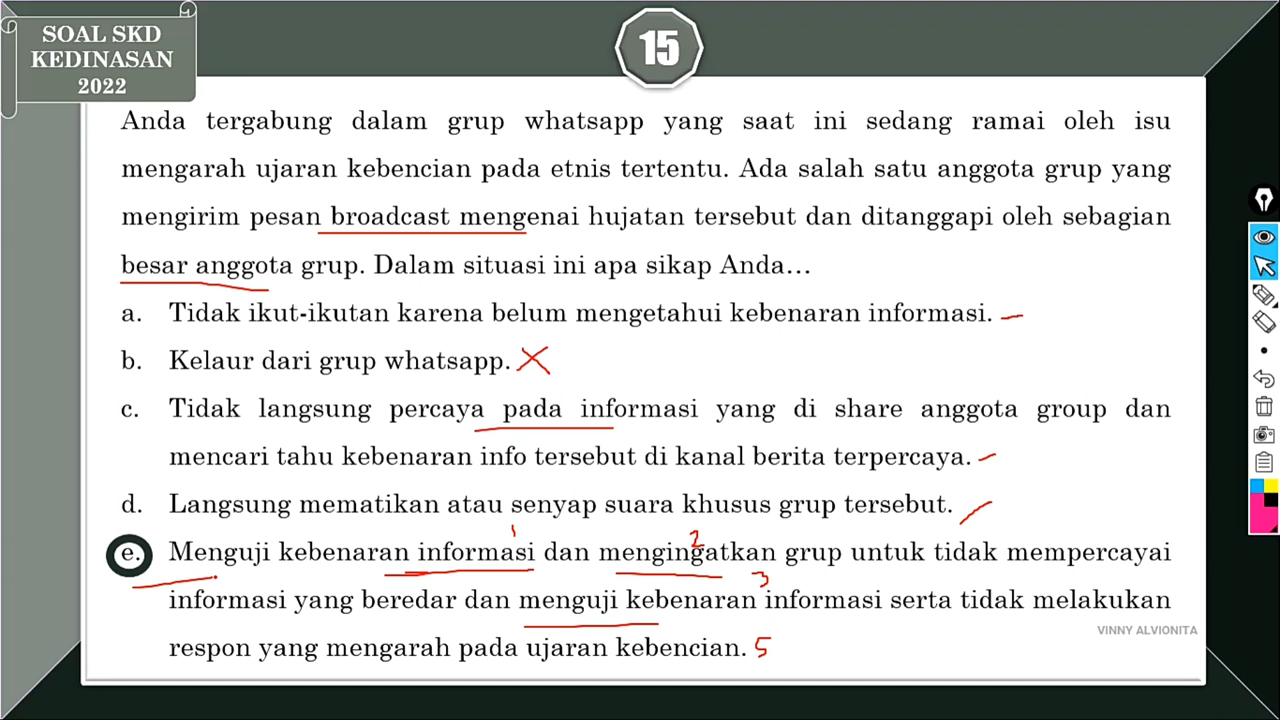 SOAL SKD
KEDINASAN
2022
15
Anda tergabung dalam grup whatsapp yang saat ini sedang ramai oleh isu
mengarah ujaran kebencian pada etnis tertentu. Ada salah satu anggota grup yang
mengirim pesan broadcast mengenai hujatan tersebut dan ditanggapi oleh sebagian
besar anggota grup. Dalam situasi ini apa sikap Anda...
a. Tidak ikut-ikutan karena belum mengetahui kebenaran informasi.
b. Kelaur dari grup whatsapp.
c. Tidak langsung percaya pada informasi yang di share anggota group dan
mencari tahu kebenaran info tersebut di kanal berita terpercaya.
d. Langsung mematikan atau senyap suara khusus grup tersebut.
1 2
e. Menguji kebenaran informasi dan mengingatkan grup untuk tidak mempercayai
3
informasi yang beredar dan menguji kebenaran informasi serta tidak melakukan
respon yang mengarah pada ujaran kebencian. 5
VINNY ALVIONITA